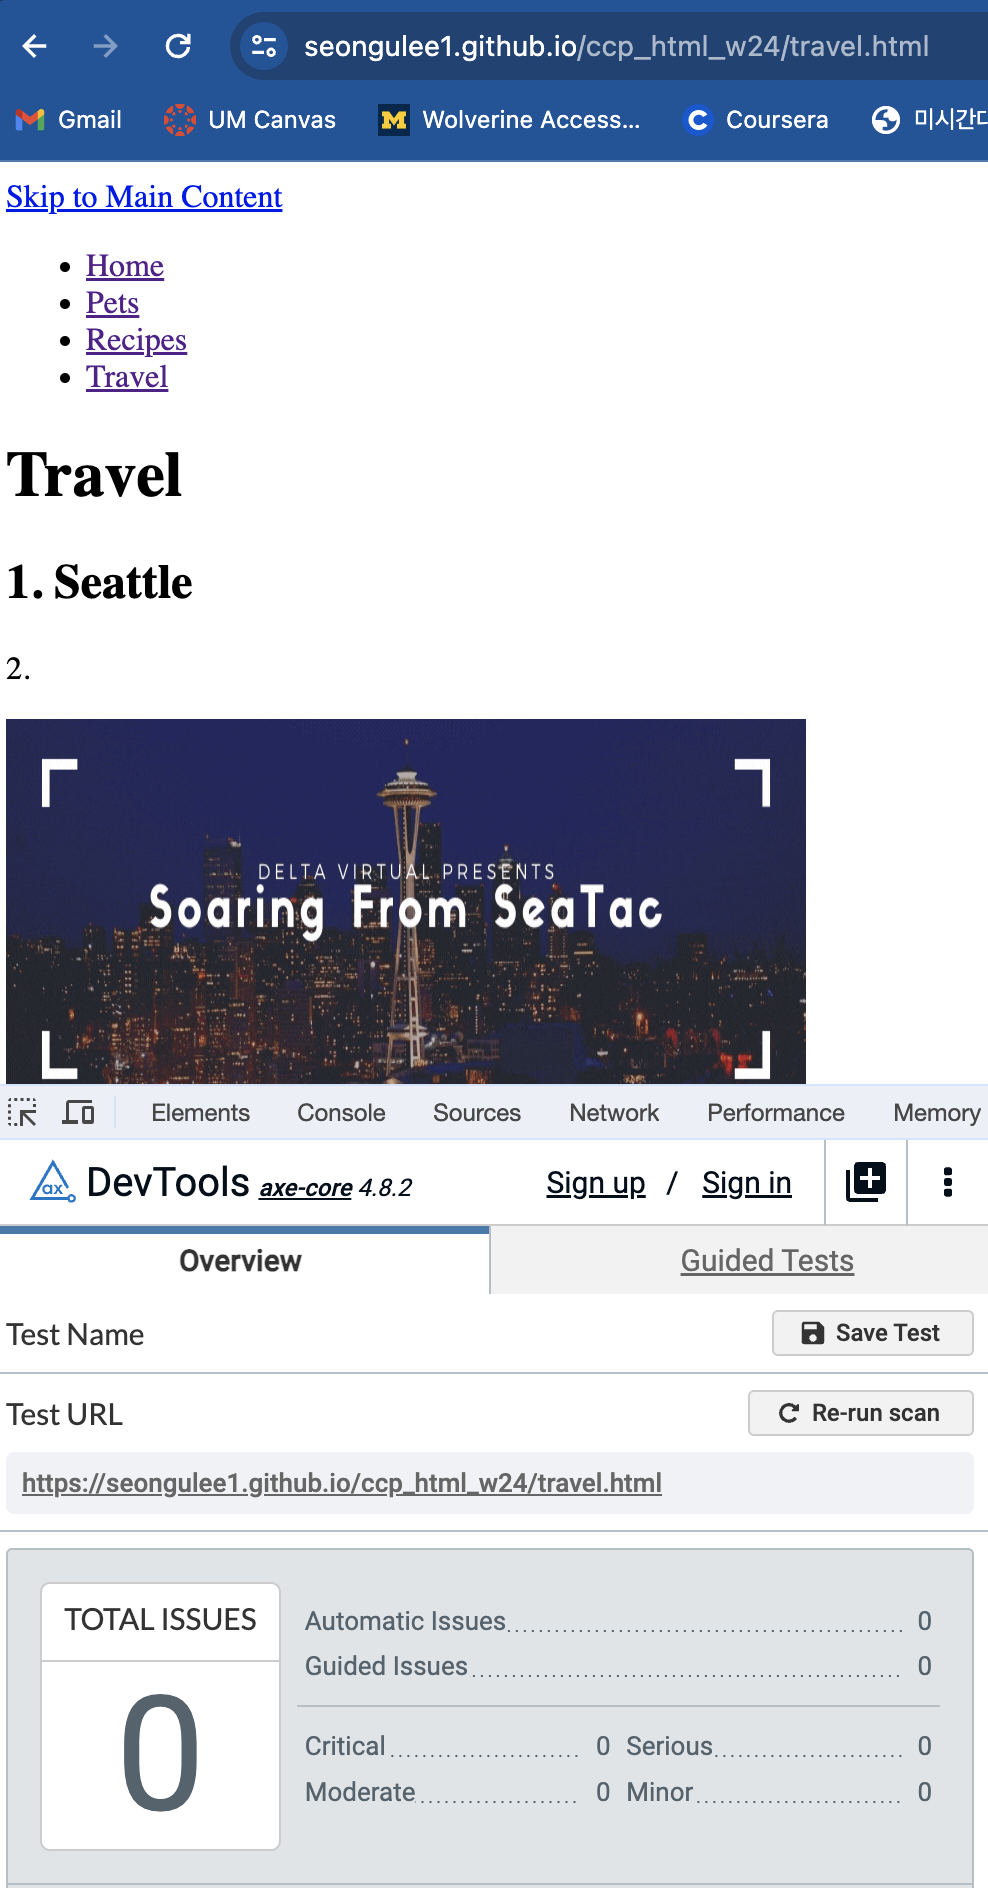 seongulee1.github.io/ccp_html_w24/travel.html
Gmail UM Canvas M Wolverine Access... C Coursera 미시간대
Skip to Main Content
• Home
• Pets
• Recipes
• Travel
Travel
1. Seattle
2.
DELTA VIRTUAL PRESENTS
Soaring From SeaTac
Elements Console Sources Network Performance Memory
ax DevTools axe-core 4.8.2 Sign up / Sign in
Overview Guided Tests
Test Name Save Test
Test URL Re-run scan
https://seongulee1.github.io/ccp_html_w24/travel.html
TOTAL ISSUES
0
Automatic Issues 0
Guided Issues 0
Critical 0 Serious 0
Moderate 0 Minor 0